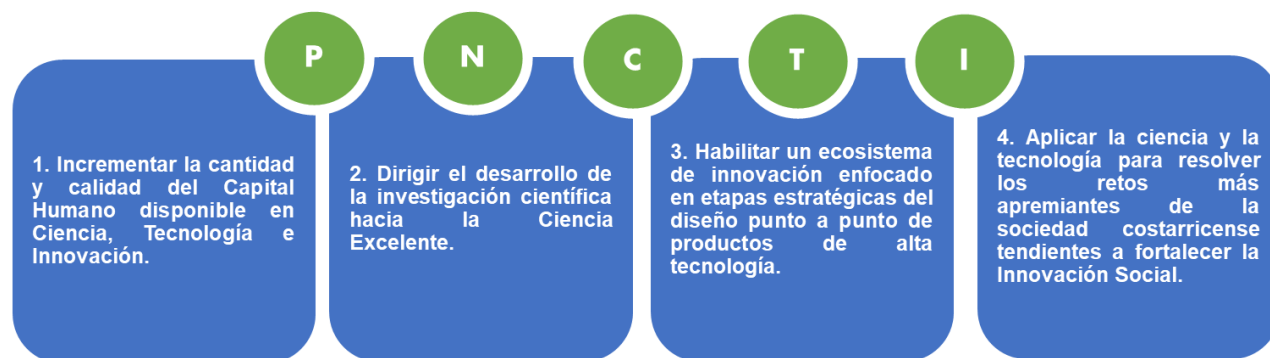 P N C T I
1. Incrementar la cantidad
y calidad del Capital
Humano disponible en
Ciencia, Tecnología e
Innovación.
2. Dirigir el desarrollo de
la investigación científica
hacia la Ciencia
Excelente.
3. Habilitar un ecosistema
de innovación enfocado
en etapas estratégicas del
diseño punto a punto de
productos de alta
tecnología.
4. Aplicar la ciencia y la
tecnología para resolver
los retos más
apremiantes de la
sociedad costarricense
tendientes a fortalecer la
Innovación Social.